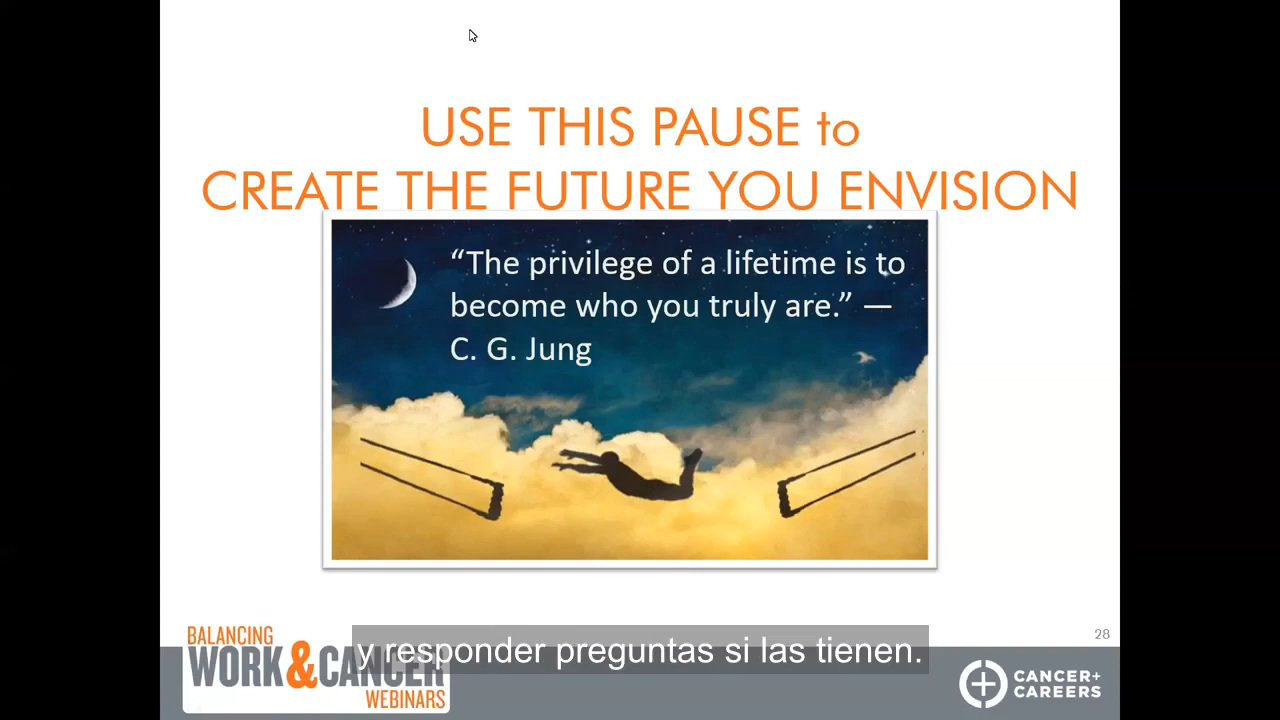 USE THIS PAUSE to
CREATE THE FUTURE YOU ENVISION
“The privilege of a lifetime is to
become who you truly are.” —
C. G. Jung
28
BALANCING
WORK & CANCER
WEBINARS
y responder preguntas si las tienen.
CANCER+
CAREERS